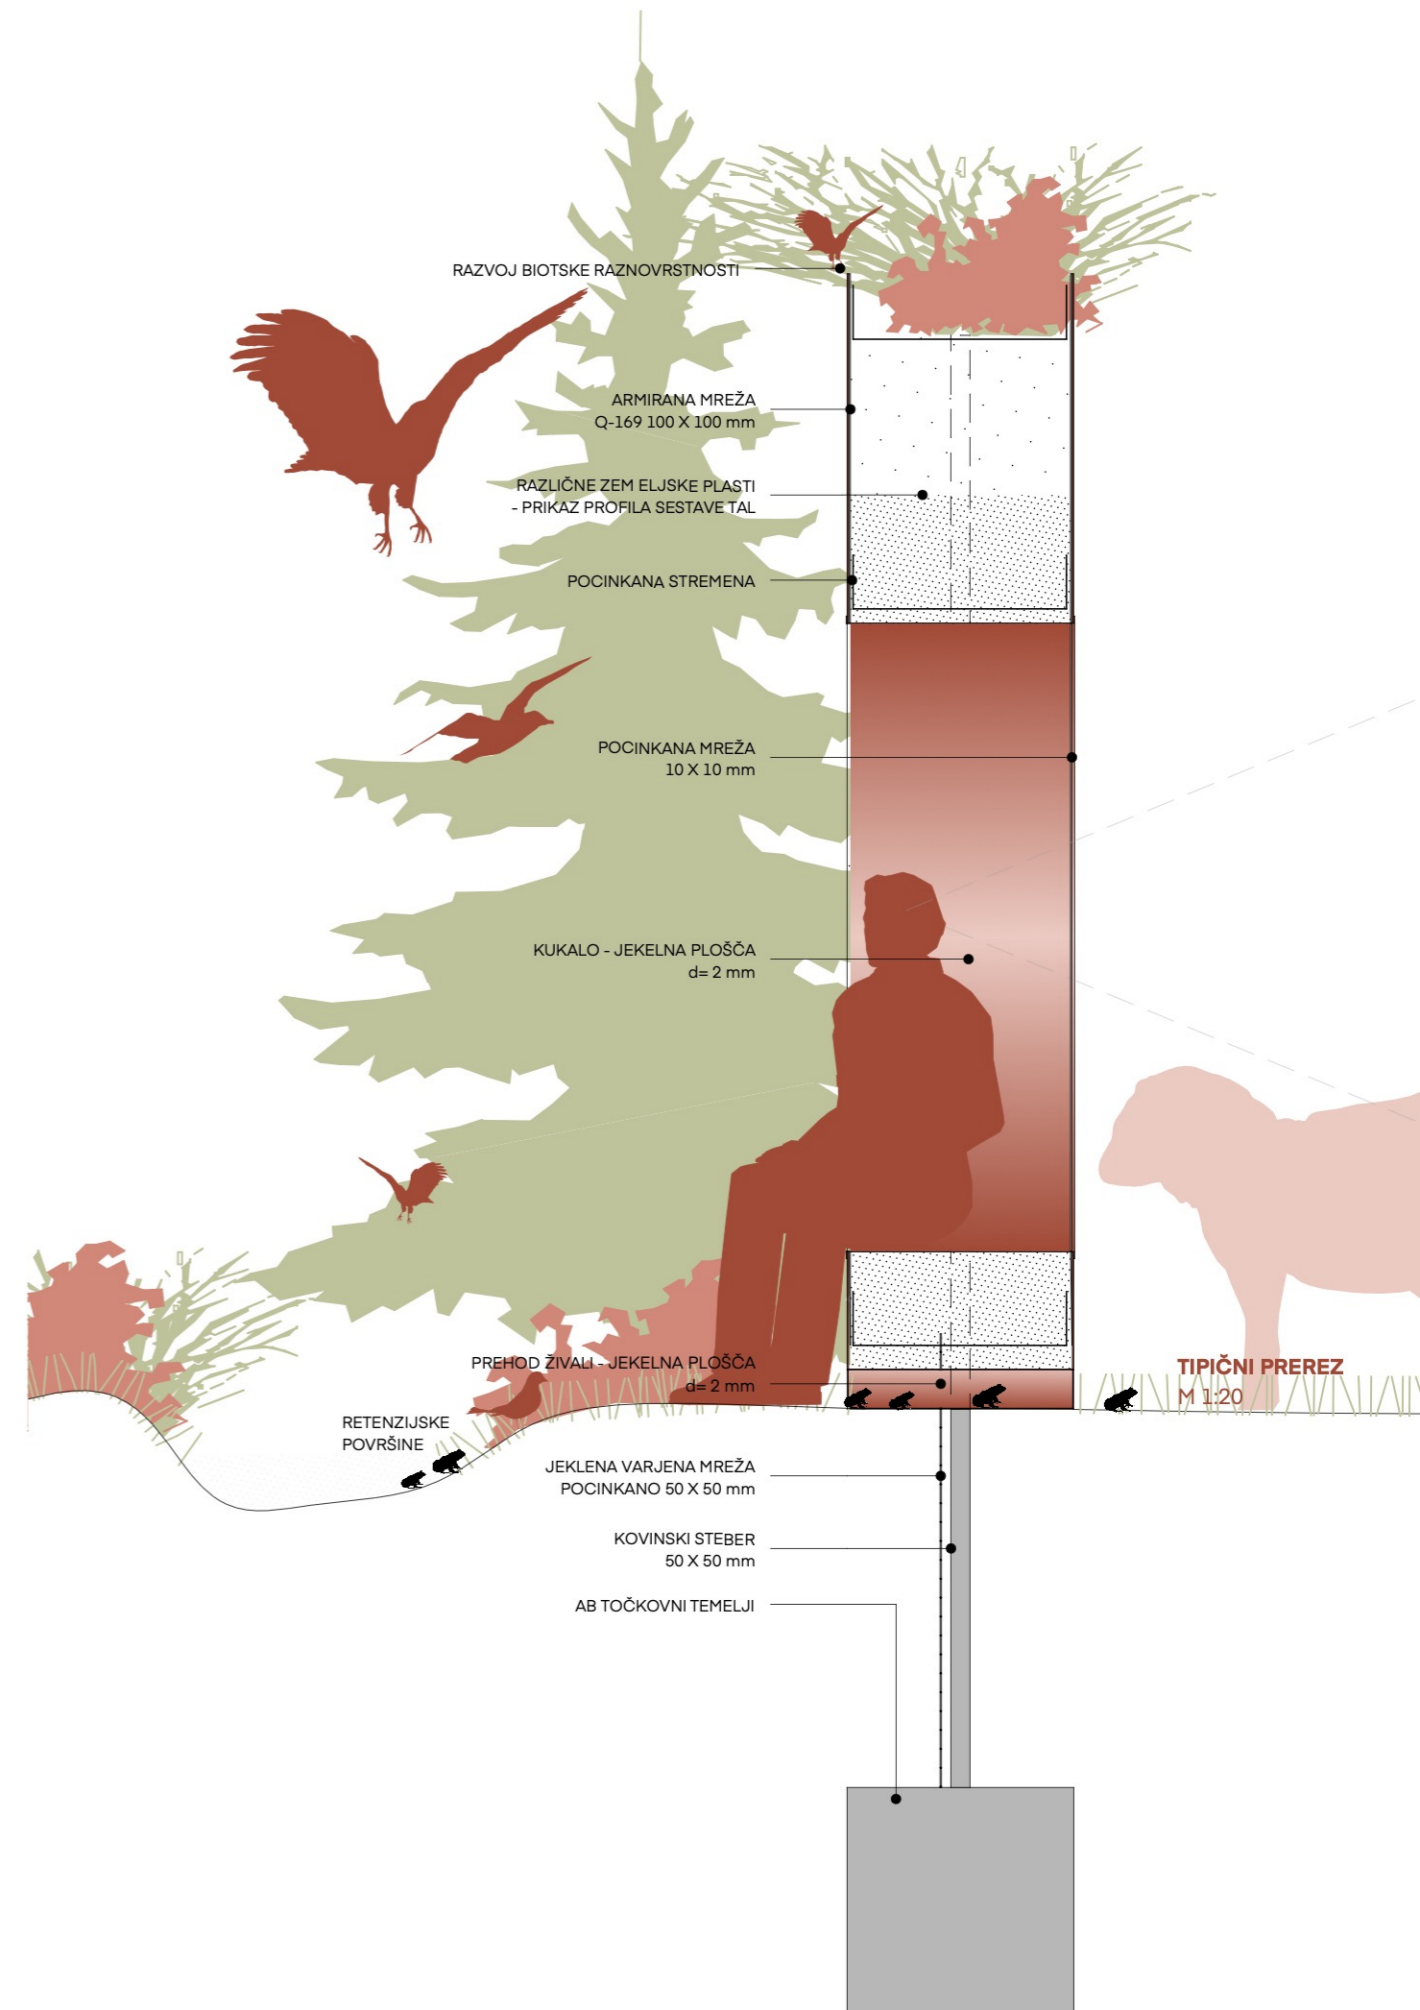 RAZVOJ BIOTSKE RAZNOVRSTNOSTI
ARMIRANA MREŽA
Q-169 100 X 100 mm
RAZLIČNE ZEM ELJSKE PLASTI
- PRIKAZ PROFILA SESTAVE TAL
POCINKANA STREMENA
POCINKANA MREŽA
10 X 10 mm
KUKALO - JEKELNA PLOŠČA
d= 2 mm
PREHOD ŽIVALI - JEKELNA PLOŠČA
d= 2 mm
TIPIČNI PREREZ
M 1:20
RETENZIJSKE
POVRŠINE
JEKLENA VARJENA MREŽA
POCINKANO 50 X 50 mm
KOVINSKI STEBER
50 X 50 mm
AB TOČKOVNI TEMELJI